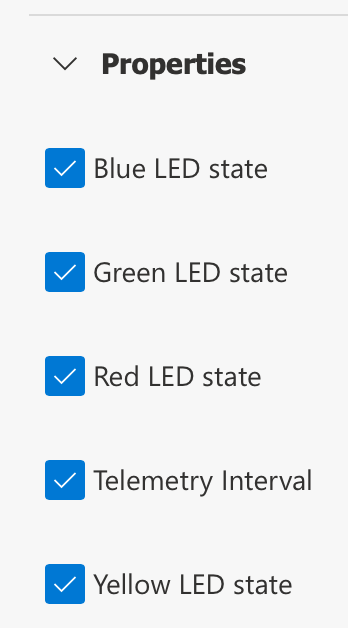 Properties
Blue LED state
Green LED state
Red LED state
Telemetry Interval
Yellow LED state